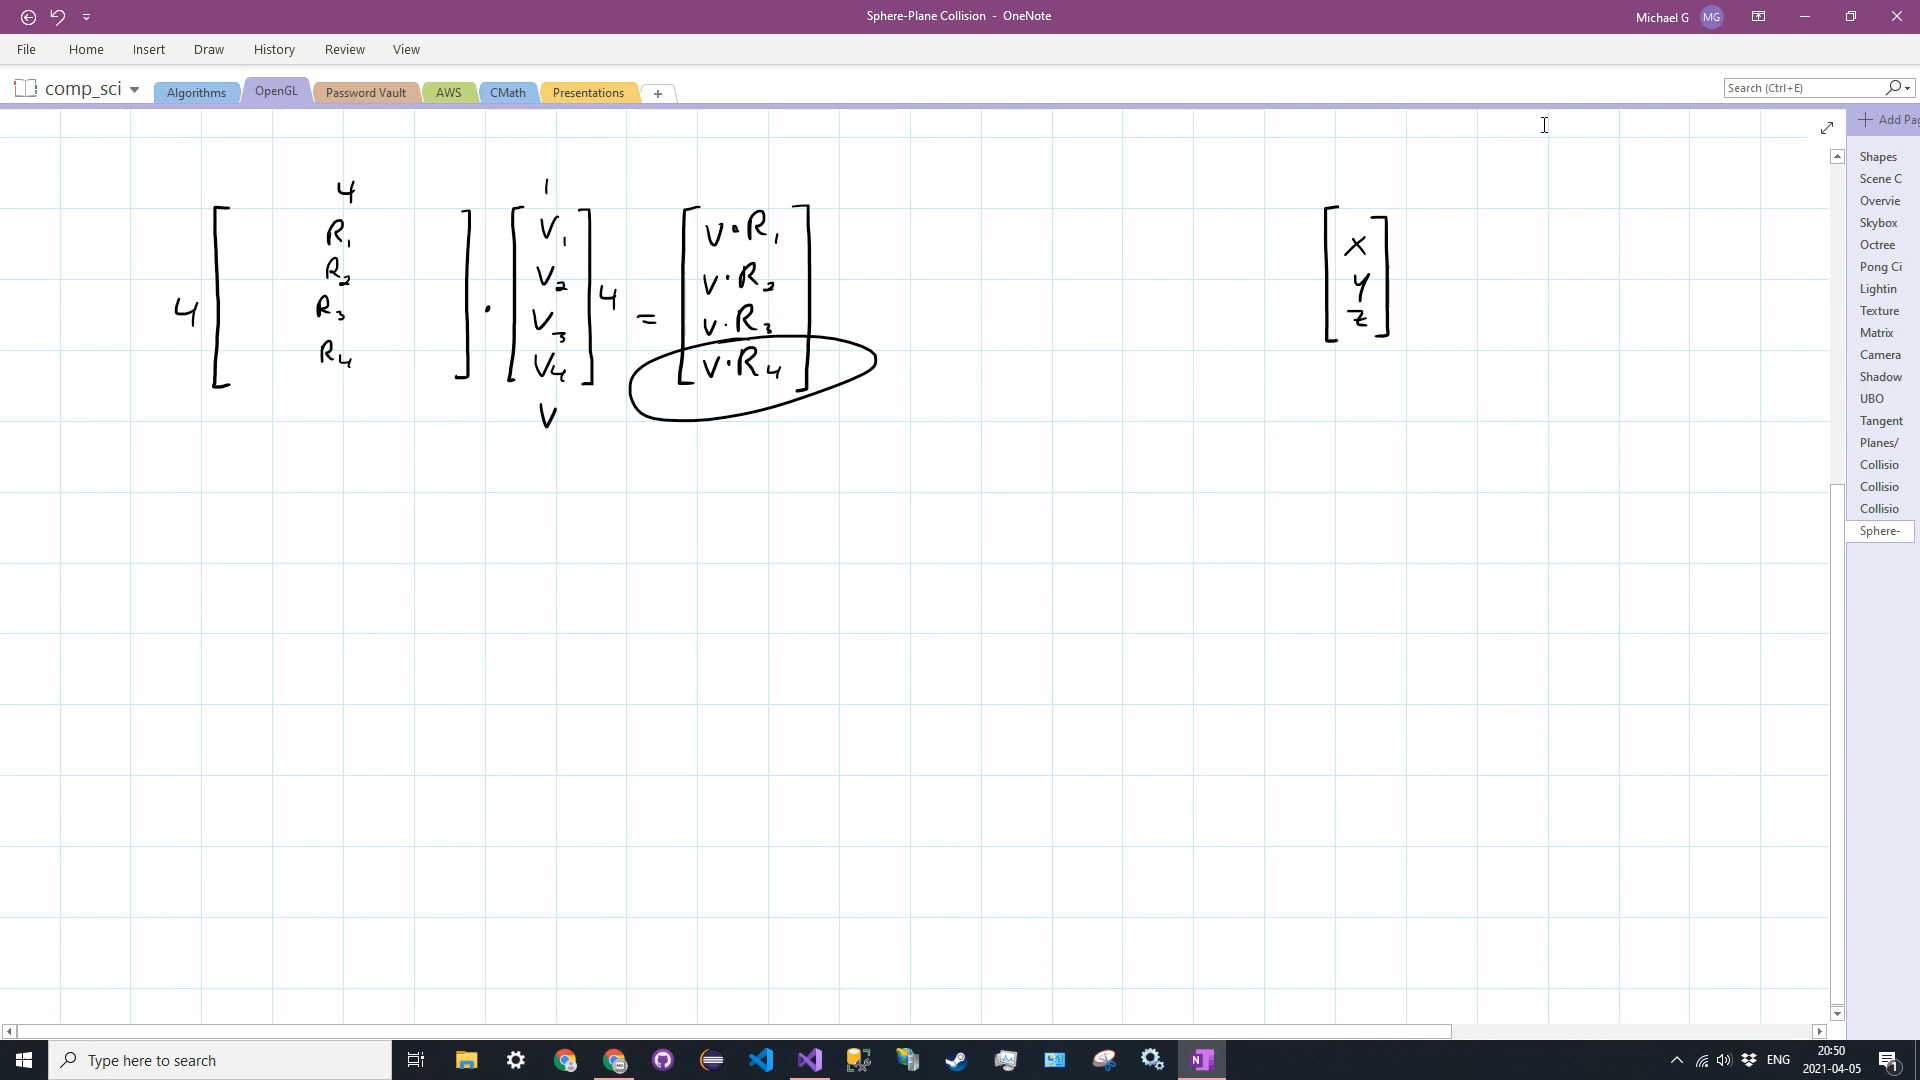 Sphere-Plane Collision - OneNote
Michael G MG
File Home Insert Draw History Review View
comp_sci Algorithms OpenGL Password Vault AWS CMath Presentations
Search (Ctrl+E)
Add Pag
Shapes
Scene C
Overvie
Skybox
Octree
Pong Ci
Lightin
Texture
Matrix
Camera
Shadow
UBO
Tangent
Planes/
Collisio
Collisio
Collisio
Sphere-
4 1
R1 V1 V·R1 x
R2 V2 V·R2 y
4 R3 · V3 4 = V·R3 z
R4 V4 V·R4
V
Type here to search
ENG
20:50
2021-04-05
1